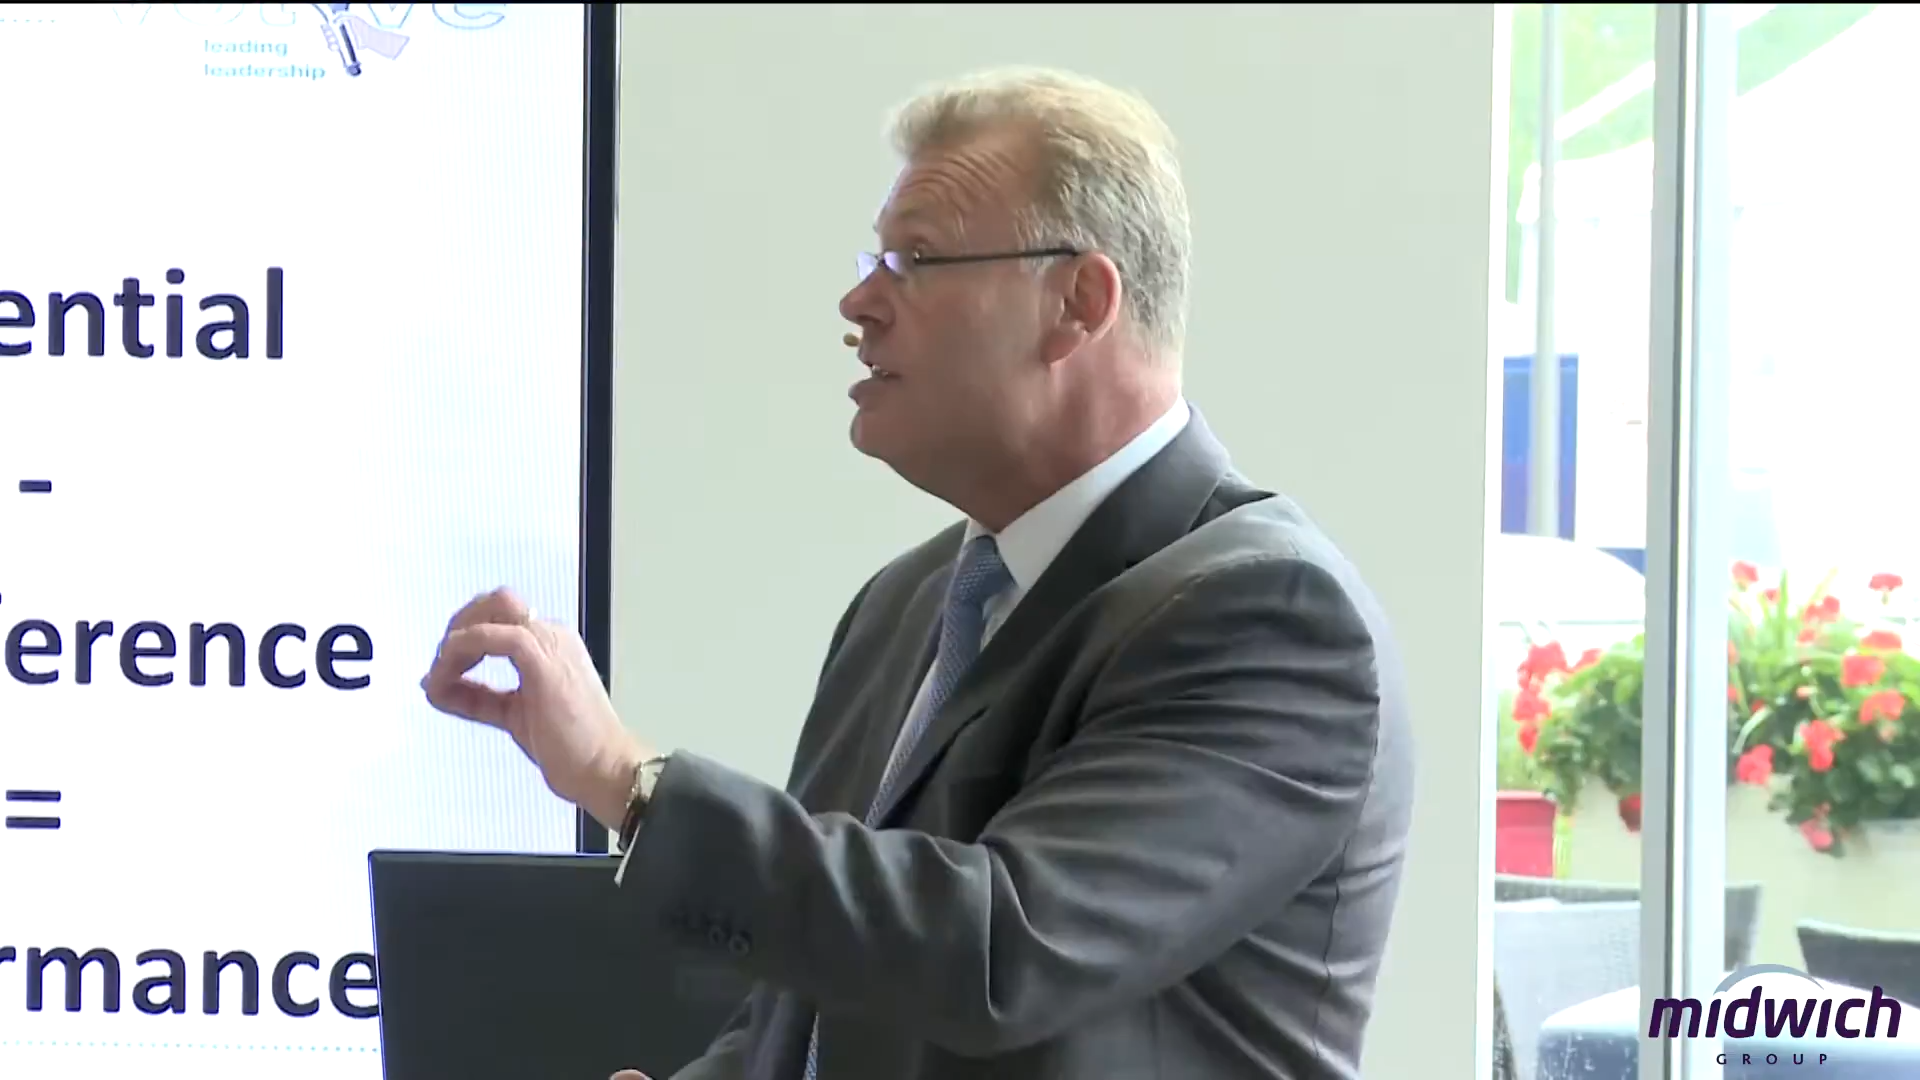 leading
leadership
ential
-
erence
=
rmance
midwich
GROUP